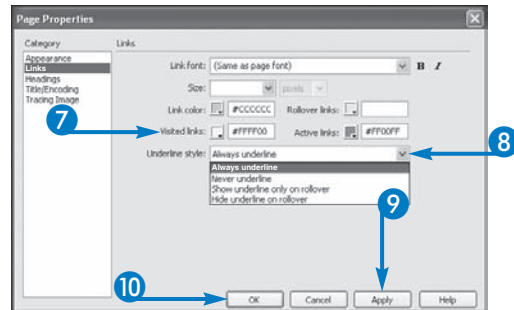 Page Properties
Category
Links
Appearance
Links
Headings
Title/Encoding
Tracing Image
Link font: (Same as page font) B I
Size: pixels
Link color: #CCCCCC Rollover links:
7 Visited links: #FFFF00 Active links: #FF00FF
Underline style: Always underline 8
Always underline
Never underline
Show underline only on rollover
Hide underline on rollover
9
10
OK Cancel Apply Help